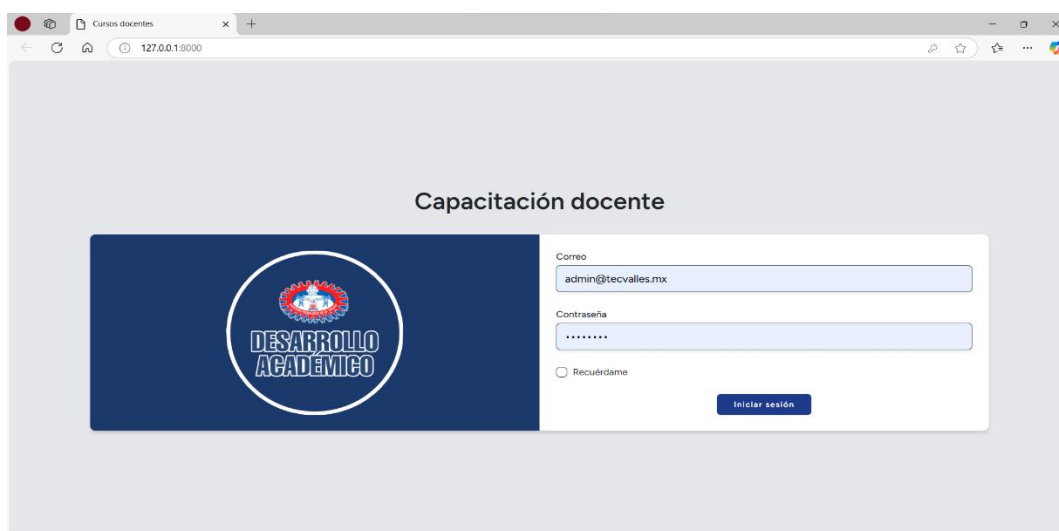 Cursos docentes
127.0.0.1:8000
Capacitación docente
DESARROLLO
ACADÉMICO
Correo
admin@tecvalles.mx
Contraseña
••••••••
Recuérdame
Iniciar sesión